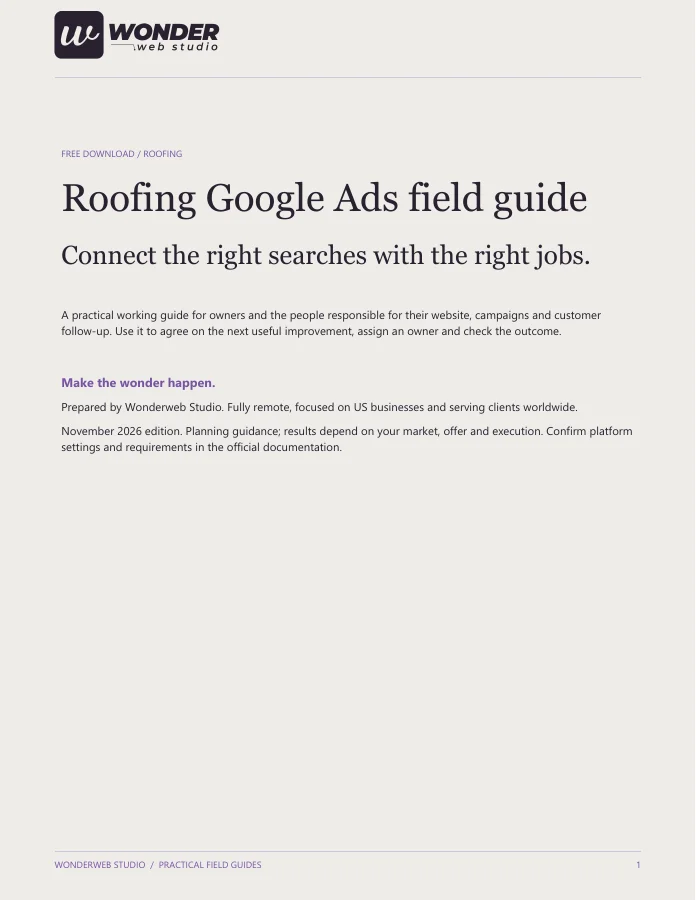 w WONDER
web studio
FREE DOWNLOAD / ROOFING
Roofing Google Ads field guide
Connect the right searches with the right jobs.
A practical working guide for owners and the people responsible for their website, campaigns and customer
follow-up. Use it to agree on the next useful improvement, assign an owner and check the outcome.
Make the wonder happen.
Prepared by Wonderweb Studio. Fully remote, focused on US businesses and serving clients worldwide.
November 2026 edition. Planning guidance; results depend on your market, offer and execution. Confirm platform
settings and requirements in the official documentation.
WONDERWEB STUDIO / PRACTICAL FIELD GUIDES 1